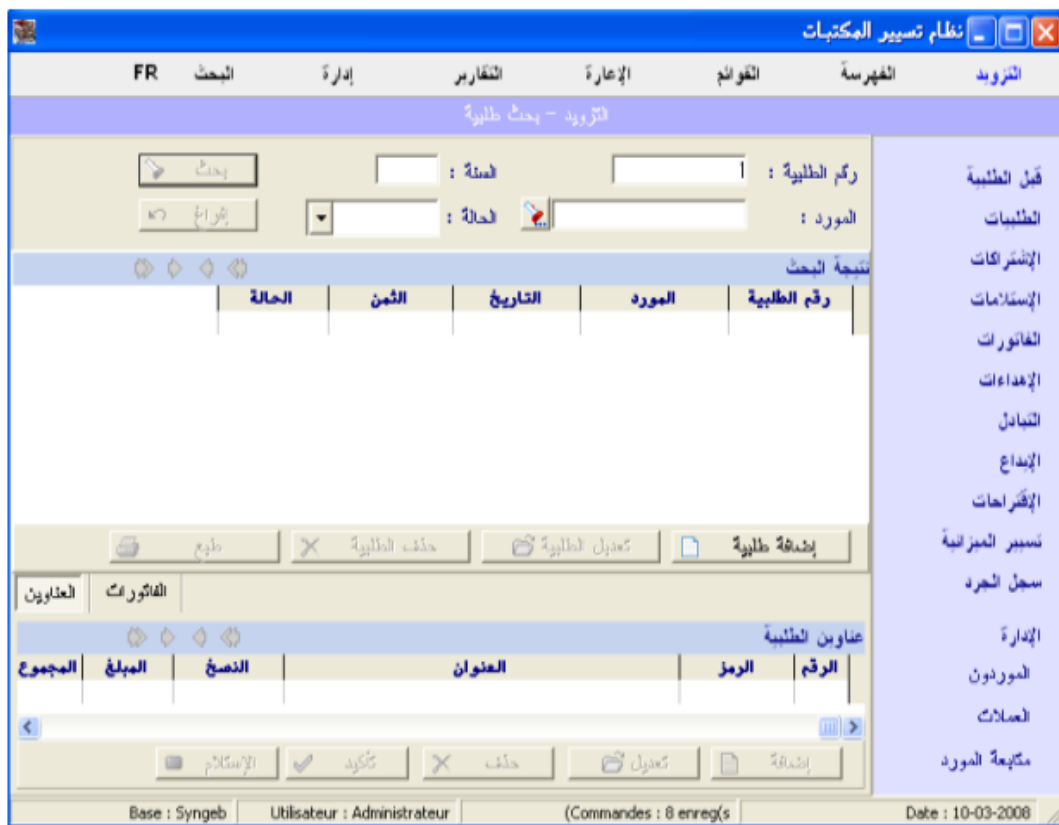 نظام تسيير المكتبات
التزويد الفهرسة القوائم الإعارة التقارير إدارة البحث FR
التزويد - بحث طلبية
ركم الطلبية : 1 السنة : بحث
المورد : الحالة : إفراغ
نتيجة البحث
رقم الطلبية المورد التاريخ الثمن الحالة
إضافة طلبية تعديل الطلبية حذف الطلبية طبع
الفاتورات العناوين
عناوين الطلبية
الرقم الرمز العنوان النسخ المبلغ المجموع
إضافة تعديل حذف تأكيد الإستلام
قبل الطلبية
الطلبيات
الإشتراكات
الإستلامات
الفاتورات
الإهداءات
التبادل
الإيداع
الإقتراحات
تسيير الميزانية
سجل الجرد
الإدارة
الموردون
العملات
متابعة المورد
Date : 10-03-2008 (Commandes : 8 enreg(s Utilisateur : Administrateur Base : Syngeb